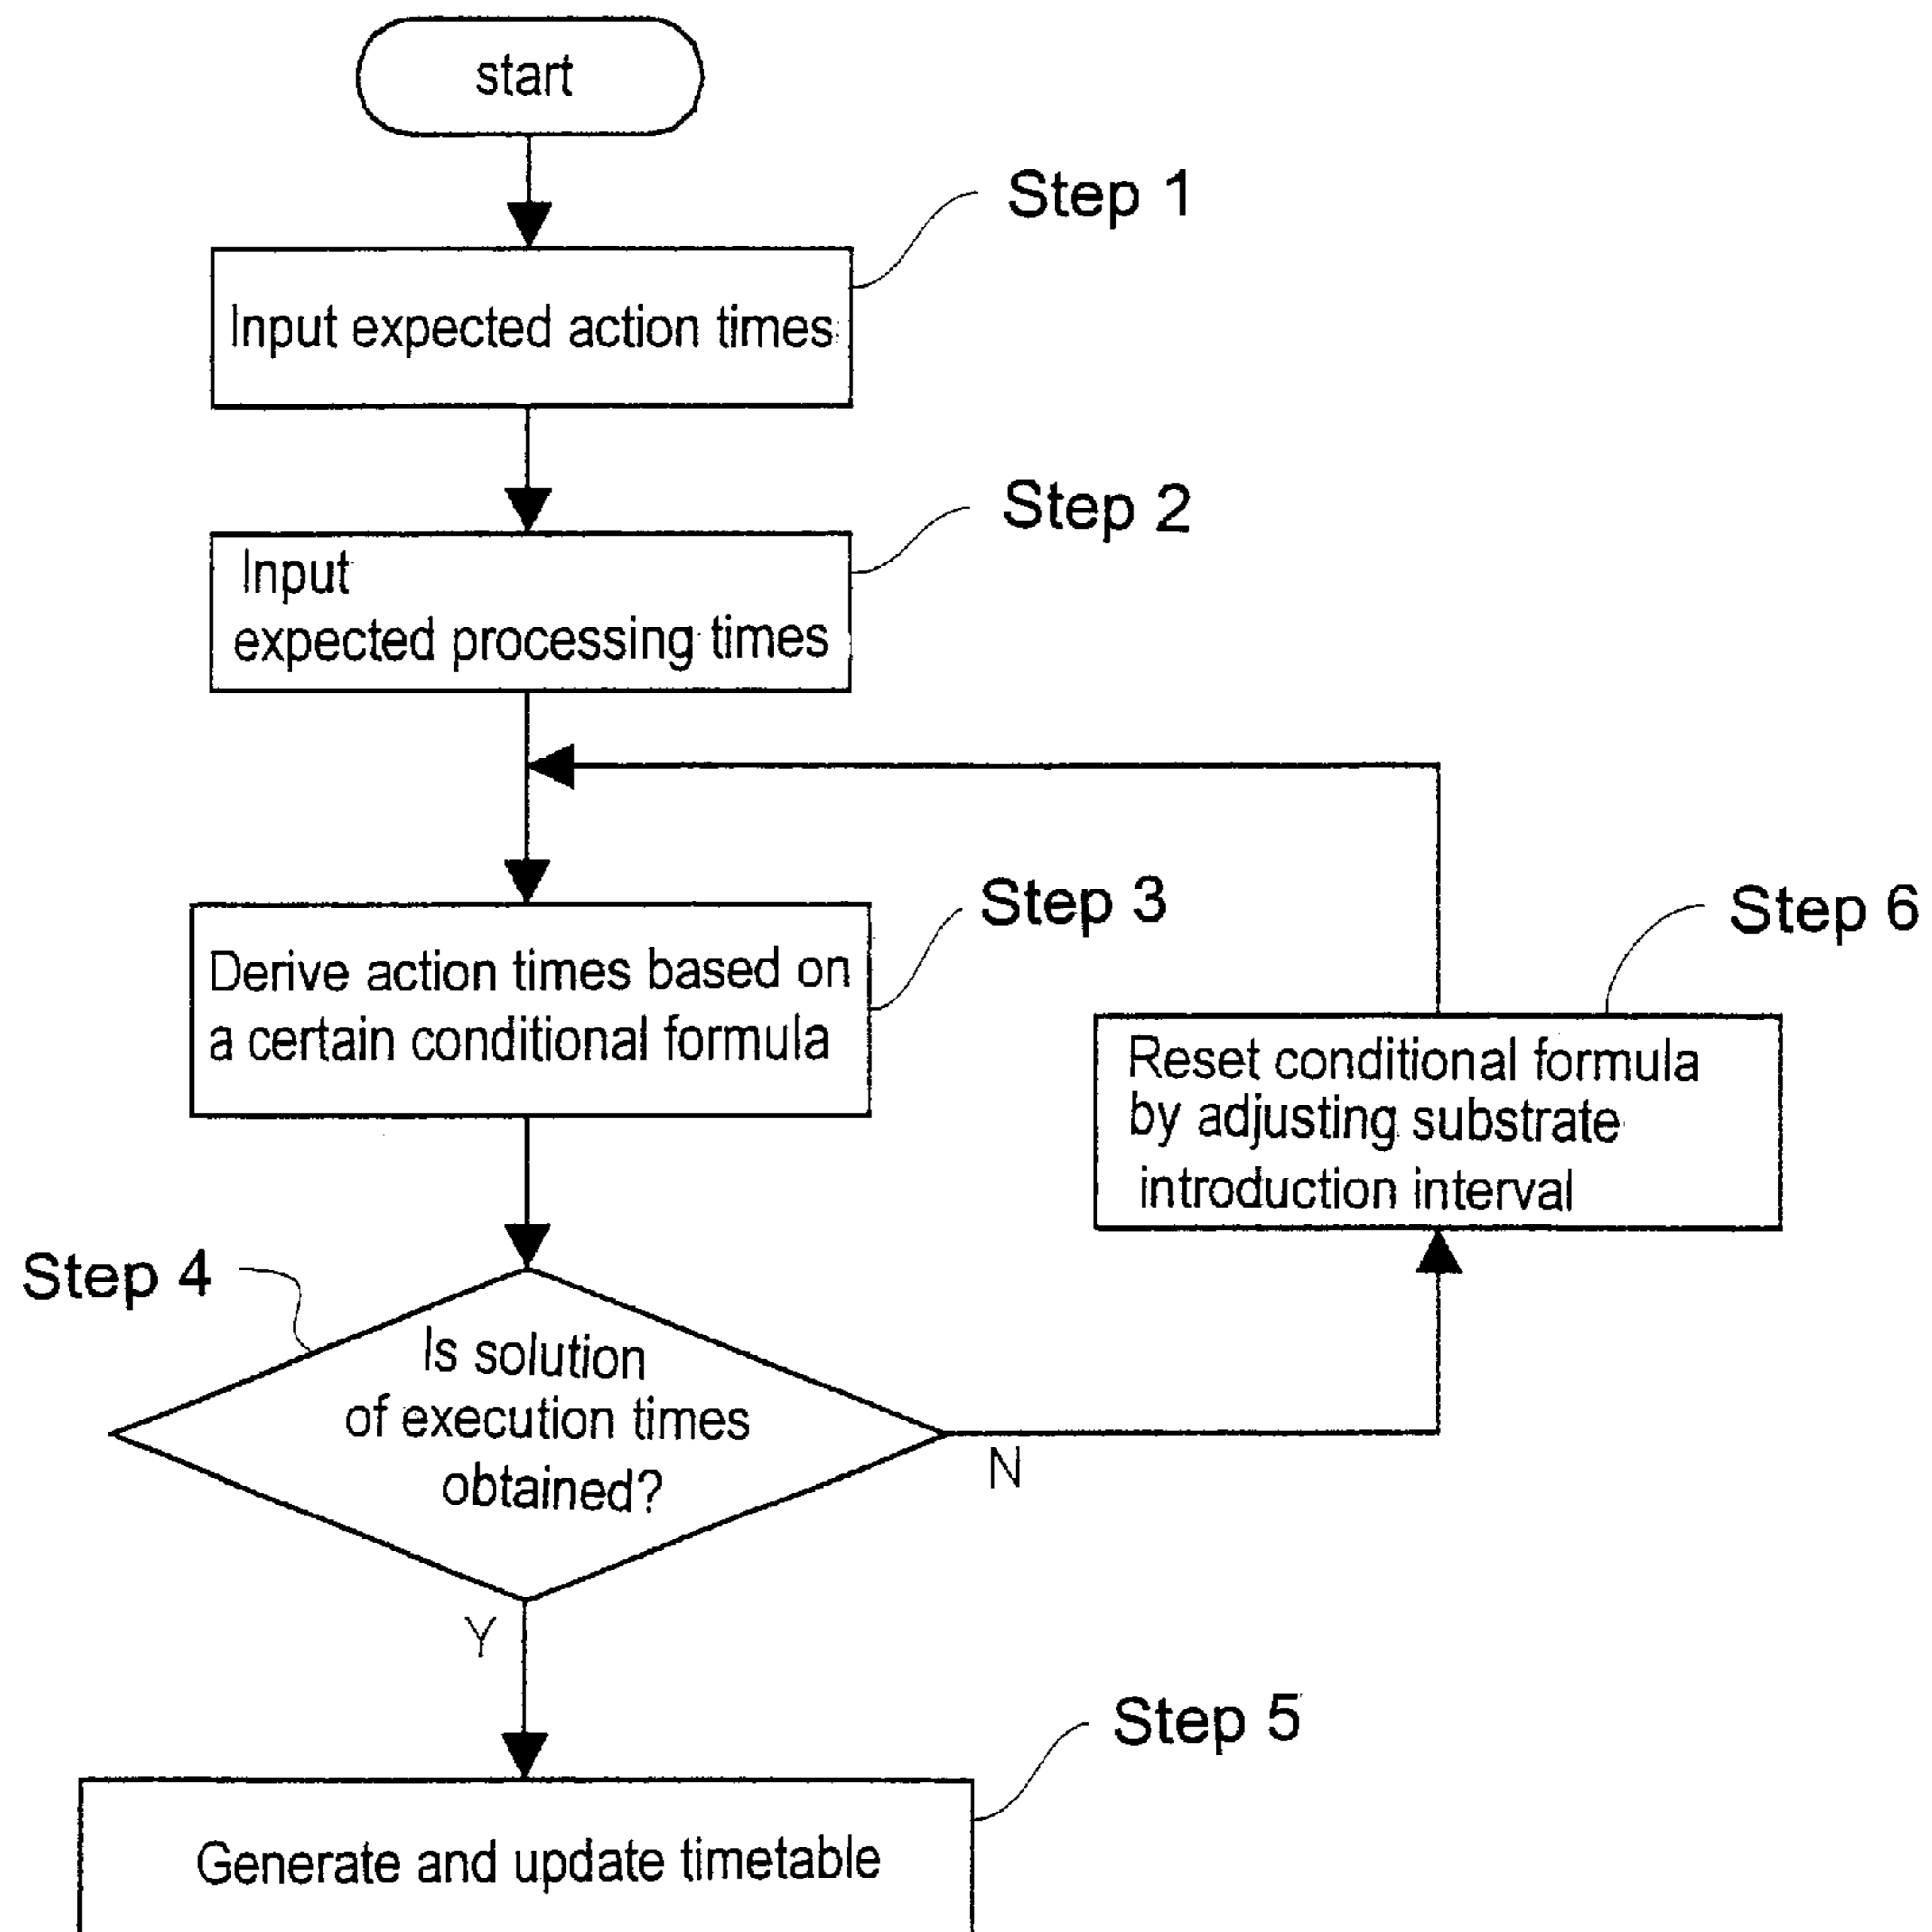 start
Step 1
Input expected action times
Step 2
Input
expected processing times
Step 3
Derive action times based on
a certain conditional formula
Step 6
Reset conditional formula
by adjusting substrate
introduction interval
Step 4
Is solution
of execution times
obtained?
N
Y
Step 5
Generate and update timetable